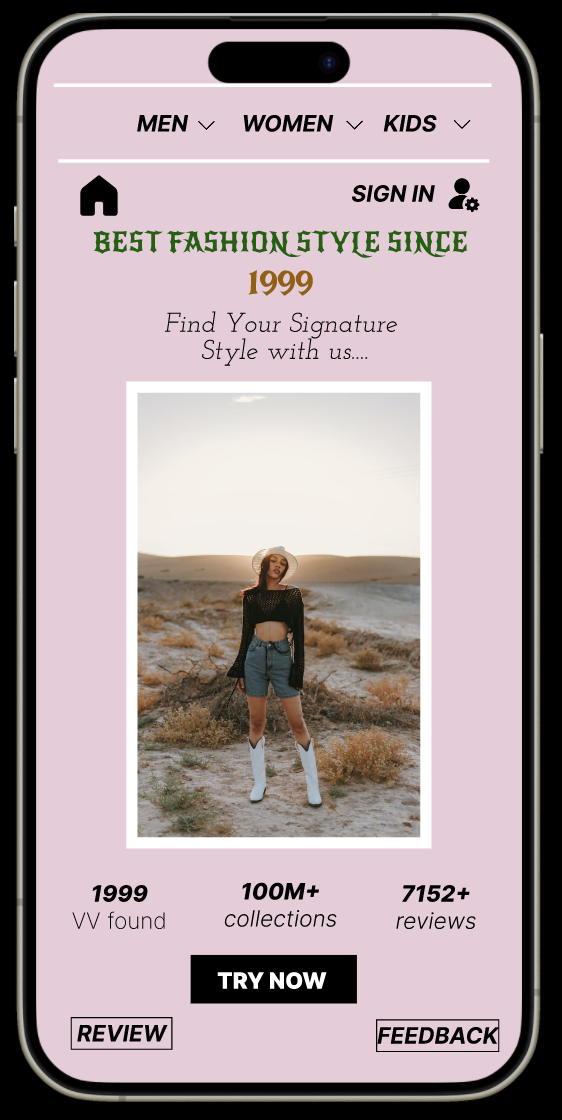 MEN WOMEN KIDS
SIGN IN
BEST FASHION STYLE SINCE
1999
Find Your Signature
Style with us....
1999 100M+ 7152+
VV found collections reviews
TRY NOW
REVIEW FEEDBACK